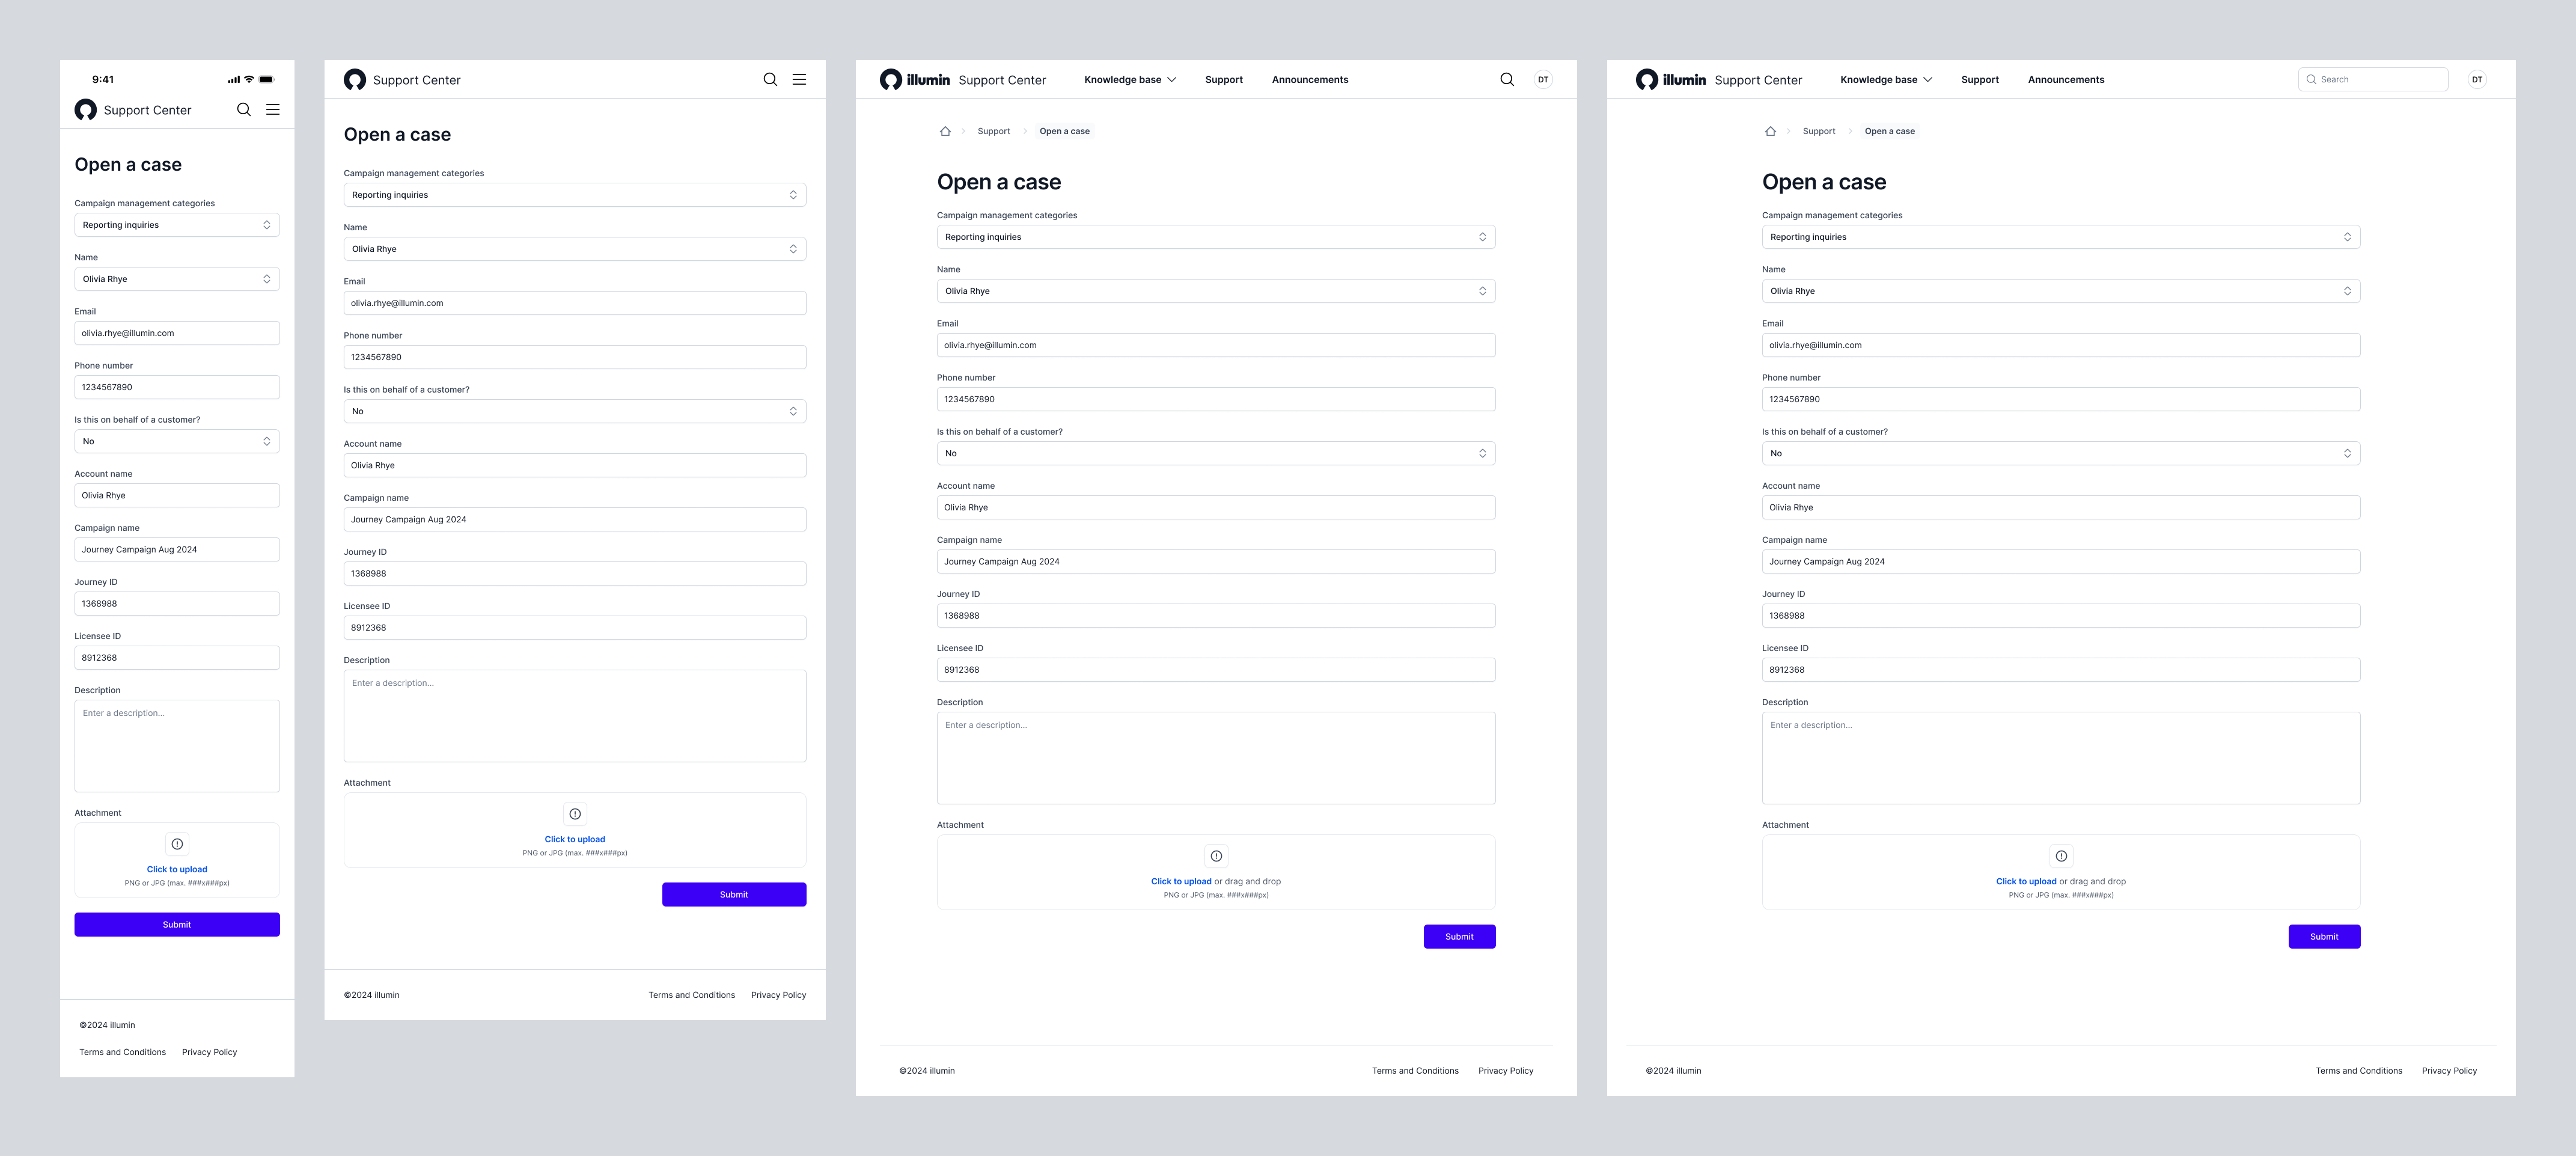 9:41
Support Center
Open a case
Campaign management categories
Reporting inquiries
Name
Olivia Rhye
Email
olivia.rhye@illumin.com
Phone number
1234567890
Is this on behalf of a customer?
No
Account name
Olivia Rhye
Campaign name
Journey Campaign Aug 2024
Journey ID
1368988
Licensee ID
8912368
Description
Enter a description...
Attachment
Click to upload
PNG or JPG (max. ###x###px)
Submit
©2024 illumin
Terms and Conditions Privacy Policy
Support Center
Open a case
Campaign management categories
Reporting inquiries
Name
Olivia Rhye
Email
olivia.rhye@illumin.com
Phone number
1234567890
Is this on behalf of a customer?
No
Account name
Olivia Rhye
Campaign name
Journey Campaign Aug 2024
Journey ID
1368988
Licensee ID
8912368
Description
Enter a description...
Attachment
Click to upload
PNG or JPG (max. ###x###px)
Submit
©2024 illumin Terms and Conditions Privacy Policy
illumin Support Center Knowledge base Support Announcements DT
Support Open a case
Open a case
Campaign management categories
Reporting inquiries
Name
Olivia Rhye
Email
olivia.rhye@illumin.com
Phone number
1234567890
Is this on behalf of a customer?
No
Account name
Olivia Rhye
Campaign name
Journey Campaign Aug 2024
Journey ID
1368988
Licensee ID
8912368
Description
Enter a description...
Attachment
Click to upload or drag and drop
PNG or JPG (max. ###x###px)
Submit
©2024 illumin Terms and Conditions Privacy Policy
illumin Support Center Knowledge base Support Announcements Search DT
Support Open a case
Open a case
Campaign management categories
Reporting inquiries
Name
Olivia Rhye
Email
olivia.rhye@illumin.com
Phone number
1234567890
Is this on behalf of a customer?
No
Account name
Olivia Rhye
Campaign name
Journey Campaign Aug 2024
Journey ID
1368988
Licensee ID
8912368
Description
Enter a description...
Attachment
Click to upload or drag and drop
PNG or JPG (max. ###x###px)
Submit
©2024 illumin Terms and Conditions Privacy Policy